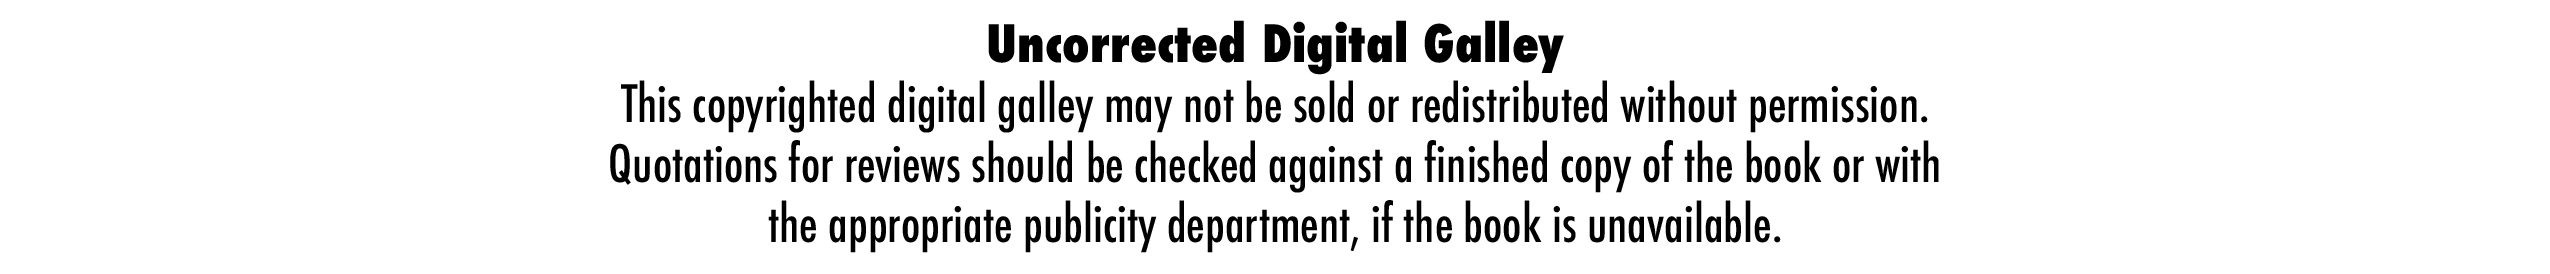 Uncorrected Digital Galley
This copyrighted digital galley may not be sold or redistributed without permission.
Quotations for reviews should be checked against a finished copy of the book or with
the appropriate publicity department, if the book is unavailable.